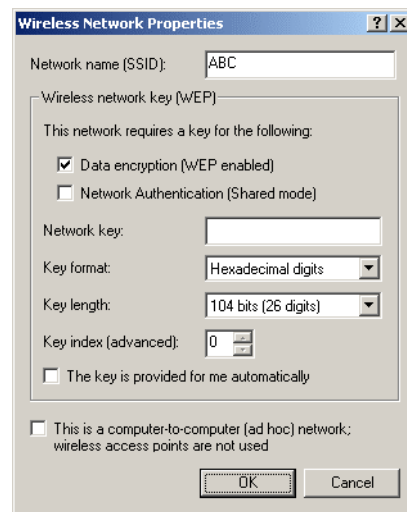 Wireless Network Properties
Network name (SSID): ABC
Wireless network key (WEP)
This network requires a key for the following:
Data encryption (WEP enabled)
Network Authentication (Shared mode)
Network key:
Key format: Hexadecimal digits
Key length: 104 bits (26 digits)
Key index (advanced): 0
The key is provided for me automatically
This is a computer-to-computer (ad hoc) network;
wireless access points are not used
OK Cancel